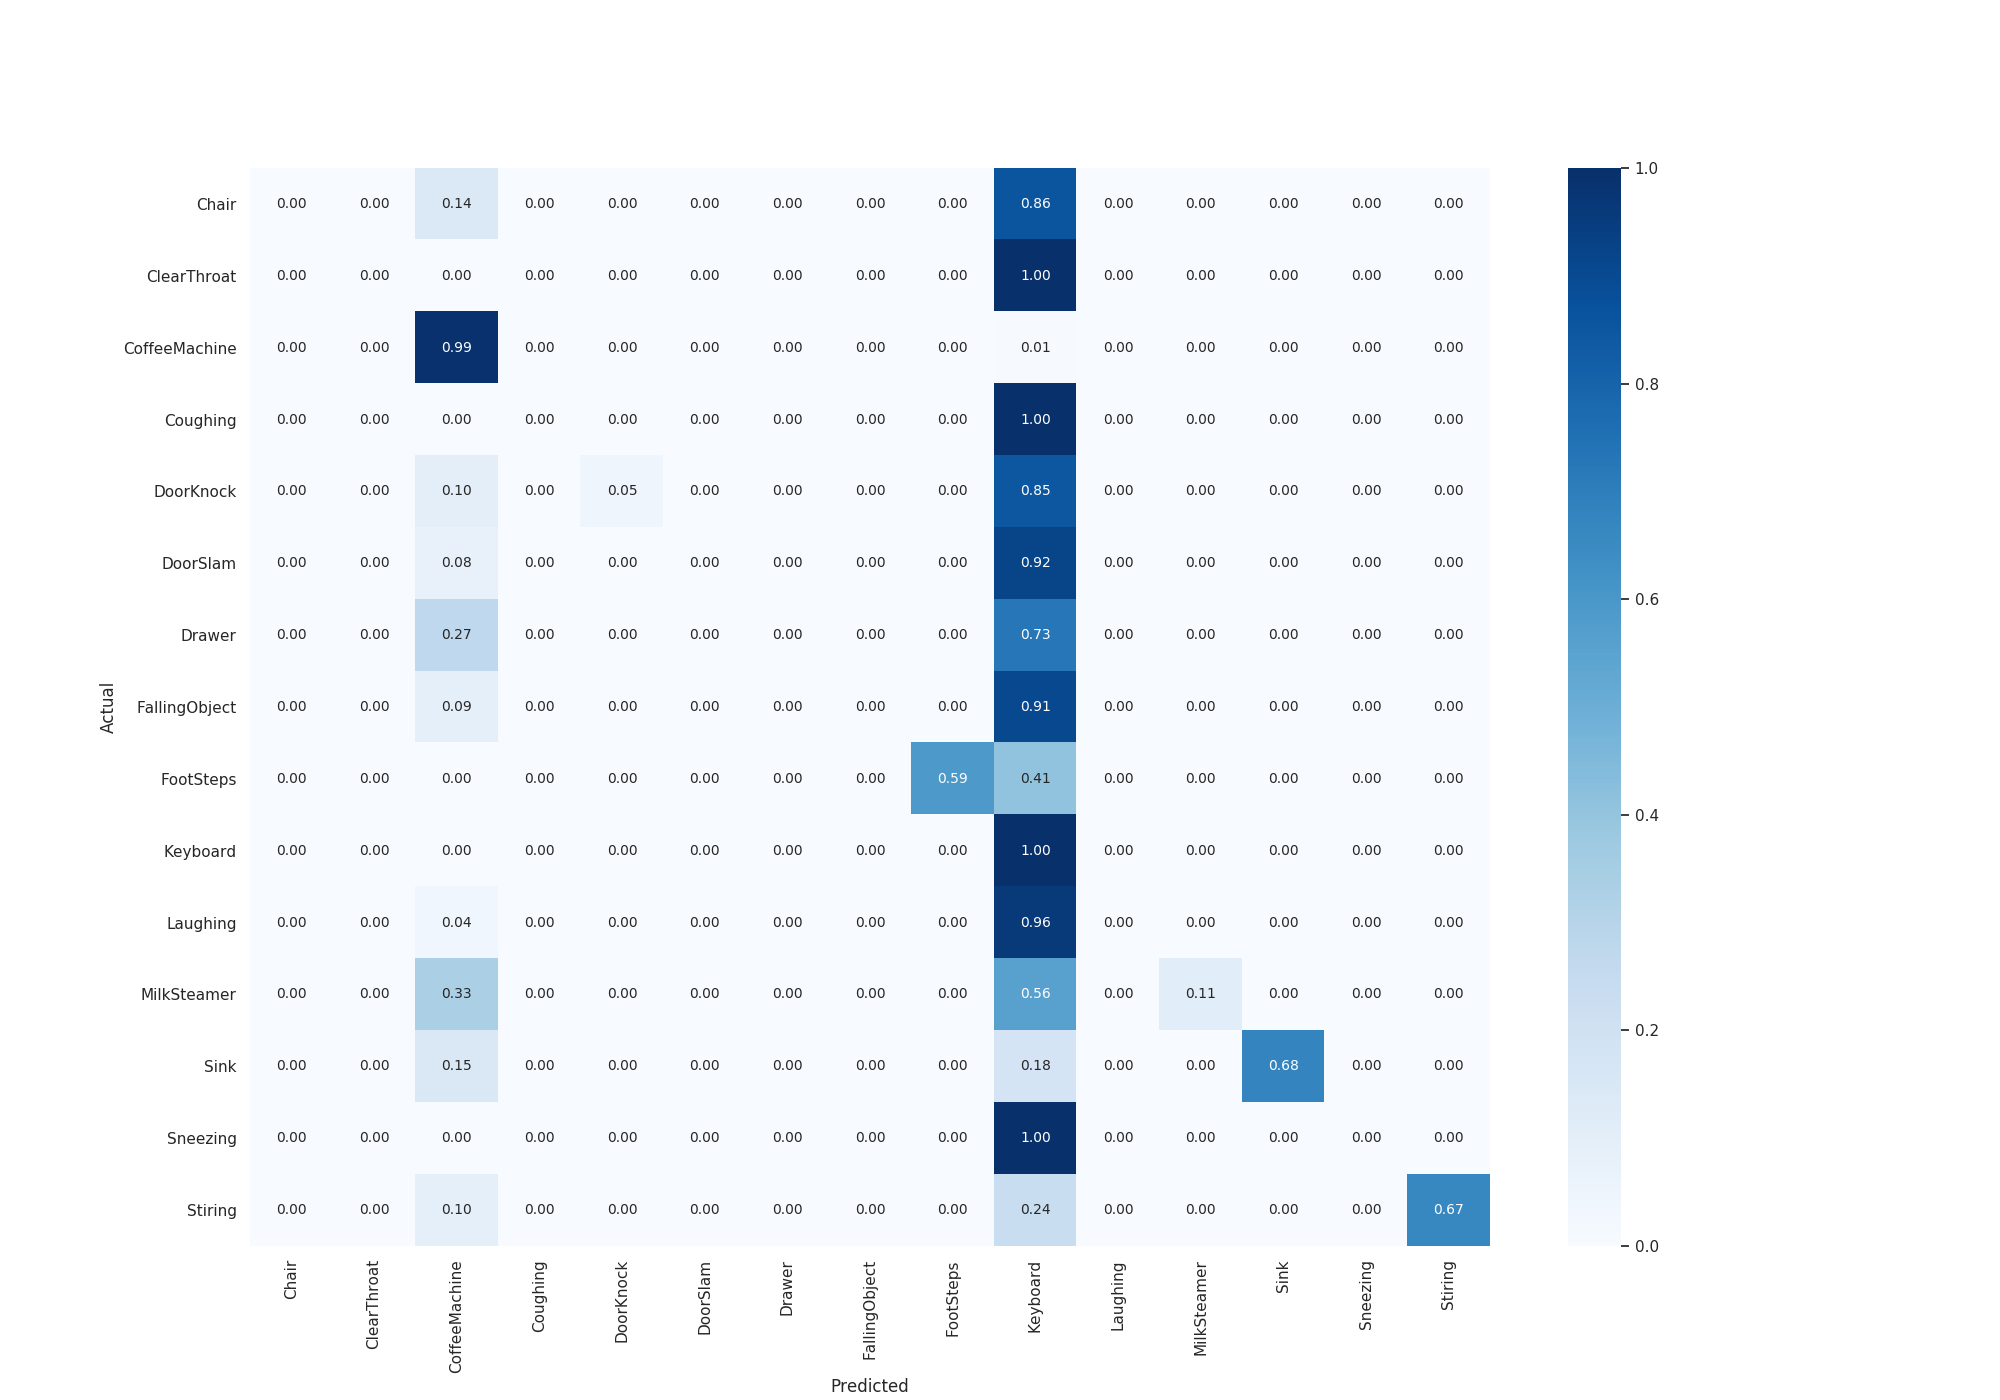 Chair 0.00 0.00 0.14 0.00 0.00 0.00 0.00 0.00 0.00 0.86 0.00 0.00 0.00 0.00 0.00
ClearThroat 0.00 0.00 0.00 0.00 0.00 0.00 0.00 0.00 0.00 1.00 0.00 0.00 0.00 0.00 0.00
CoffeeMachine 0.00 0.00 0.99 0.00 0.00 0.00 0.00 0.00 0.00 0.01 0.00 0.00 0.00 0.00 0.00
Coughing 0.00 0.00 0.00 0.00 0.00 0.00 0.00 0.00 0.00 1.00 0.00 0.00 0.00 0.00 0.00
DoorKnock 0.00 0.00 0.10 0.00 0.05 0.00 0.00 0.00 0.00 0.85 0.00 0.00 0.00 0.00 0.00
DoorSlam 0.00 0.00 0.08 0.00 0.00 0.00 0.00 0.00 0.00 0.92 0.00 0.00 0.00 0.00 0.00
Drawer 0.00 0.00 0.27 0.00 0.00 0.00 0.00 0.00 0.00 0.73 0.00 0.00 0.00 0.00 0.00
FallingObject 0.00 0.00 0.09 0.00 0.00 0.00 0.00 0.00 0.00 0.91 0.00 0.00 0.00 0.00 0.00
FootSteps 0.00 0.00 0.00 0.00 0.00 0.00 0.00 0.00 0.59 0.41 0.00 0.00 0.00 0.00 0.00
Keyboard 0.00 0.00 0.00 0.00 0.00 0.00 0.00 0.00 0.00 1.00 0.00 0.00 0.00 0.00 0.00
Laughing 0.00 0.00 0.04 0.00 0.00 0.00 0.00 0.00 0.00 0.96 0.00 0.00 0.00 0.00 0.00
MilkSteamer 0.00 0.00 0.33 0.00 0.00 0.00 0.00 0.00 0.00 0.56 0.00 0.11 0.00 0.00 0.00
Sink 0.00 0.00 0.15 0.00 0.00 0.00 0.00 0.00 0.00 0.18 0.00 0.00 0.68 0.00 0.00
Sneezing 0.00 0.00 0.00 0.00 0.00 0.00 0.00 0.00 0.00 1.00 0.00 0.00 0.00 0.00 0.00
Stiring 0.00 0.00 0.10 0.00 0.00 0.00 0.00 0.00 0.00 0.24 0.00 0.00 0.00 0.00 0.67
Actual
Chair
ClearThroat
CoffeeMachine
Coughing
DoorKnock
DoorSlam
Drawer
FallingObject
FootSteps
Keyboard
Laughing
MilkSteamer
Sink
Sneezing
Stiring
Predicted
1.0
0.8
0.6
0.4
0.2
0.0